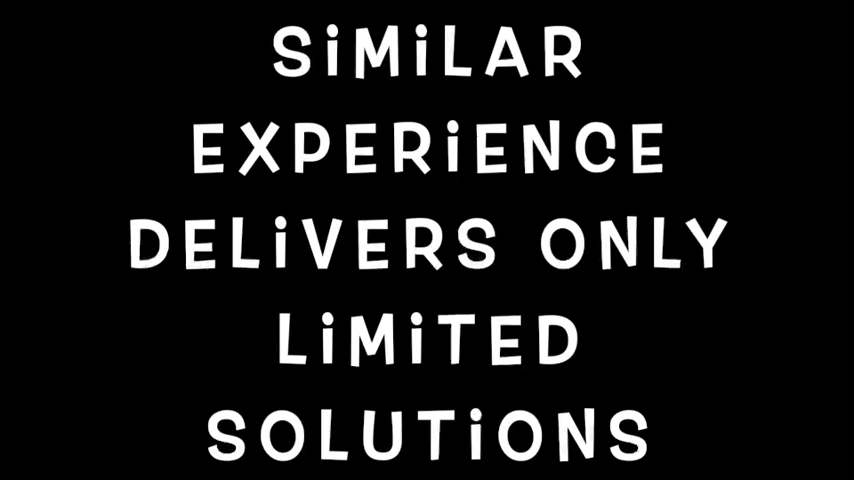 SiMiLAR
EXPERiENCE
DELiVERS ONLY
LiMiTED
SOLUTiONS